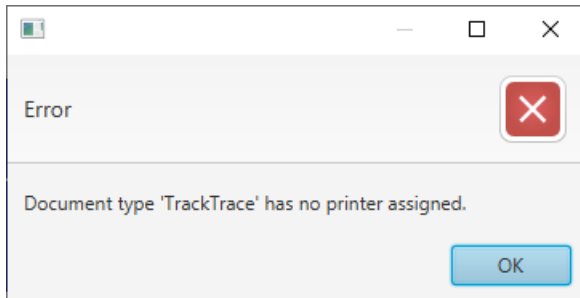 Error
Document type 'TrackTrace' has no printer assigned.
OK